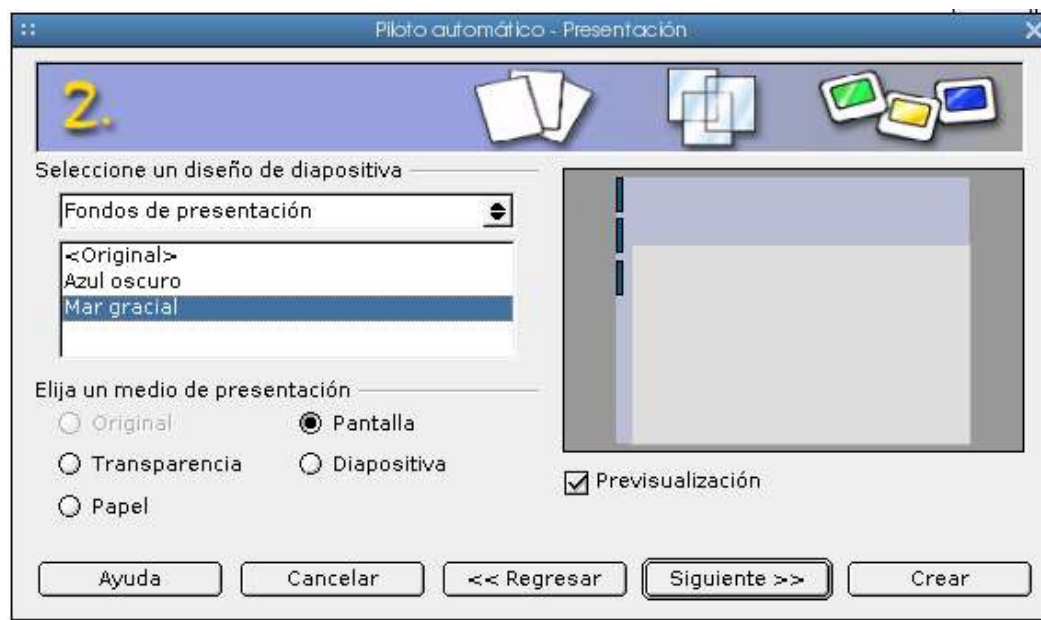 Piloto automático - Presentación
2.
Seleccione un diseño de diapositiva
Fondos de presentación
<Original>
Azul oscuro
Mar gracial
Elija un medio de presentación
Original
Pantalla
Transparencia
Diapositiva
Papel
Previsualización
Ayuda
Cancelar
<< Regresar
Siguiente >>
Crear